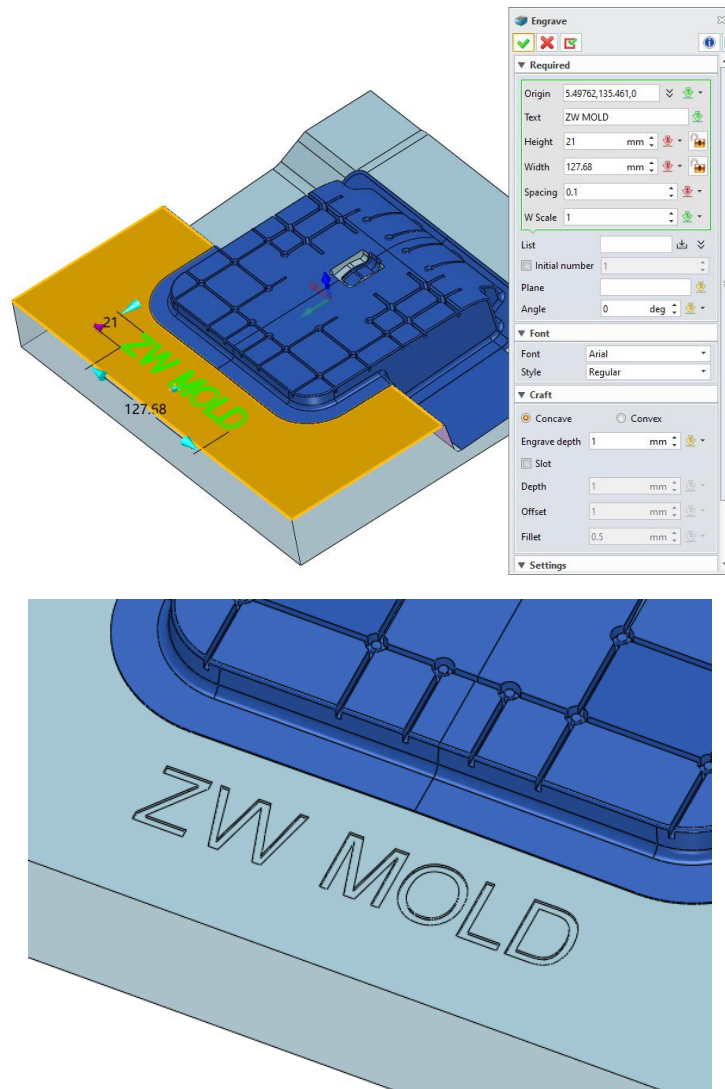 Engrave
Required
Origin 5.49762,135.461,0
Text ZW MOLD
Height 21 mm
Width 127.68 mm
Spacing 0.1
W Scale 1
List
Initial number 1
Plane
Angle 0 deg
Font
Font Arial
Style Regular
Craft
Concave Convex
Engrave depth 1 mm
Slot
Depth 1 mm
Offset 1 mm
Fillet 0.5 mm
Settings
21
ZW MOLD
127.68
ZW MOLD